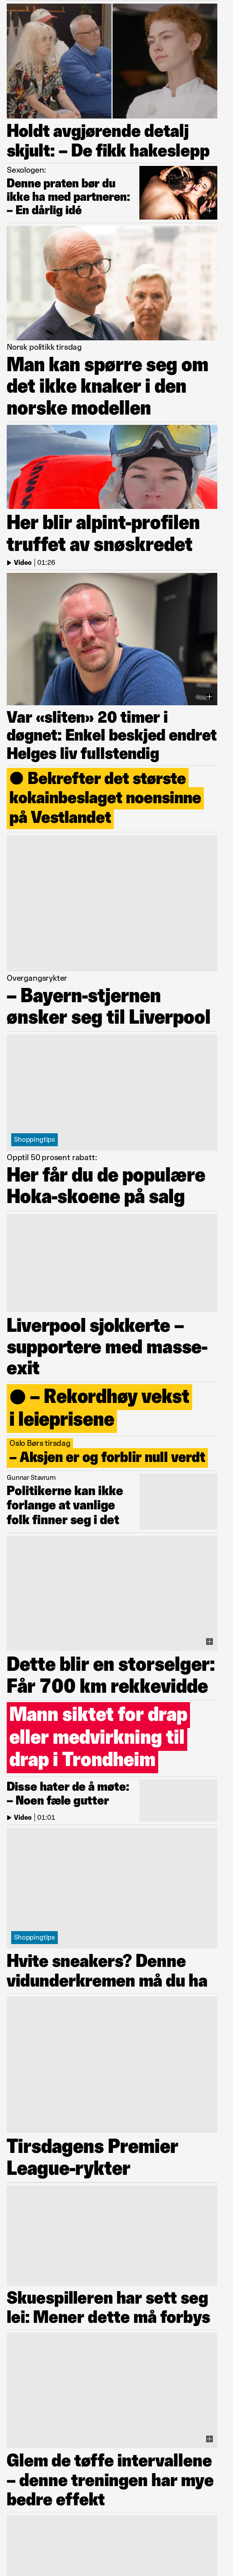 Holdt avgjørende detalj
skjult: – De fikk hakeslepp
Sexologen:
Denne praten bør du
ikke ha med partneren:
– En dårlig idé
Norsk politikk tirsdag
Man kan spørre seg om
det ikke knaker i den
norske modellen
Her blir alpint-profilen
truffet av snøskredet
Video | 01:26
Var «sliten» 20 timer i
døgnet: Enkel beskjed endret
Helges liv fullstendig
Bekrefter det største
kokainbeslaget noensinne
på Vestlandet
Overgangsrykter
– Bayern-stjernen
ønsker seg til Liverpool
Shoppingtips
Opptil 50 prosent rabatt:
Her får du de populære
Hoka-skoene på salg
Liverpool sjokkerte –
supportere med masse-
exit
– Rekordhøy vekst
i leieprisene
Oslo Børs tirsdag
– Aksjen er og forblir null verdt
Gunnar Stavrum
Politikerne kan ikke
forlange at vanlige
folk finner seg i det
Dette blir en storselger:
Får 700 km rekkevidde
Mann siktet for drap
eller medvirkning til
drap i Trondheim
Disse hater de å møte:
– Noen fæle gutter
Video | 01:01
Shoppingtips
Hvite sneakers? Denne
vidunderkremen må du ha
Tirsdagens Premier
League-rykter
Skuespilleren har sett seg
lei: Mener dette må forbys
Glem de tøffe intervallene
– denne treningen har mye
bedre effekt